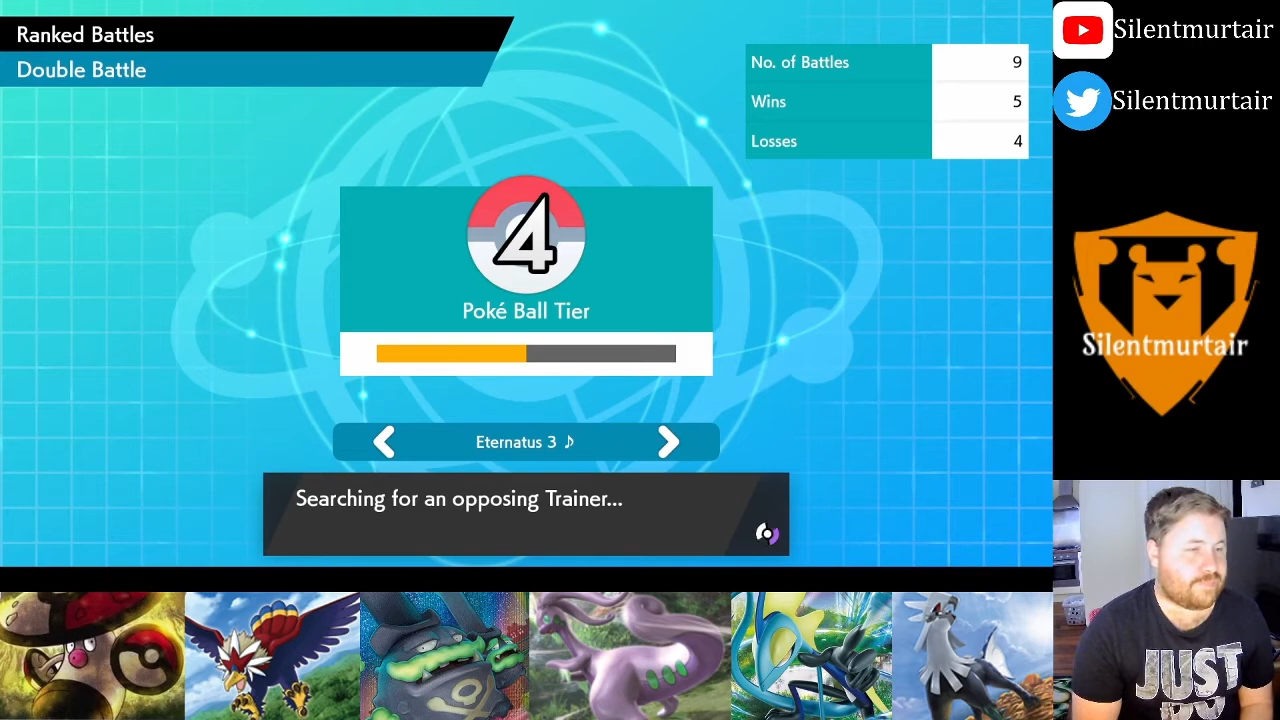 Ranked Battles
Double Battle
No. of Battles 9
Wins 5
Losses 4
4
Poké Ball Tier
Eternatus 3 ♪
Searching for an opposing Trainer...
Silentmurtair
Silentmurtair
Silentmurtair
JUST
DO